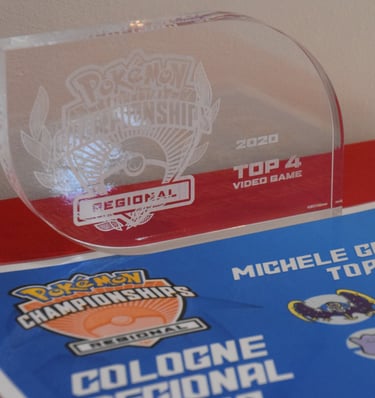 Pokémon
CHAMPIONSHIPS
REGIONAL
2020
TOP 4
VIDEO GAME
Pokémon
CHAMPIONSHIPS
REGIONAL
MICHELE
TOP
COLOGNE
REGIONAL